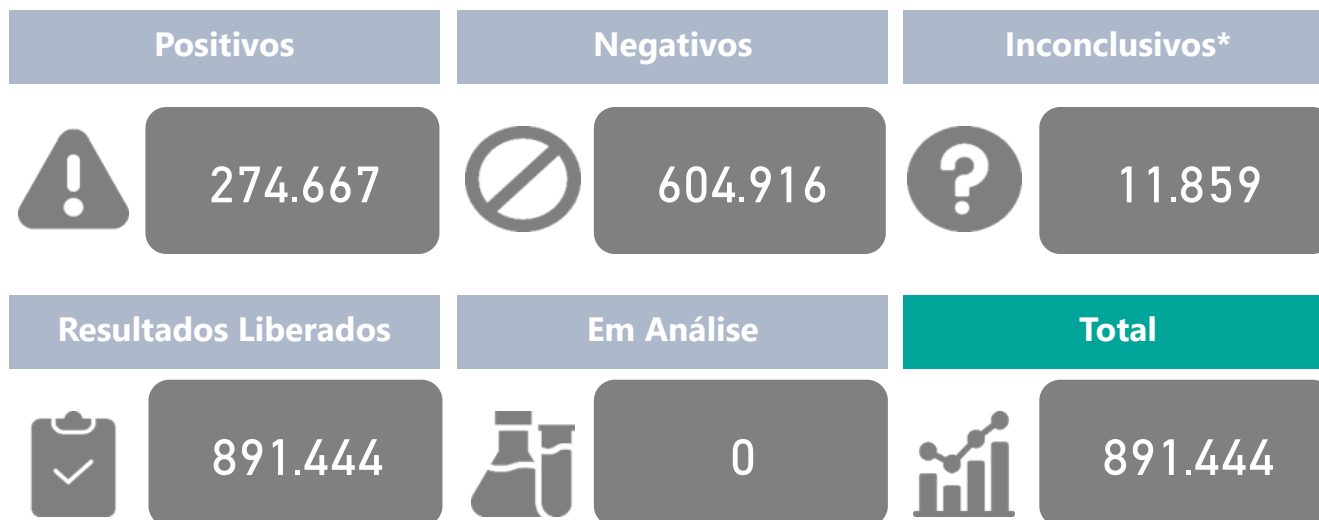 Positivos
Negativos
Inconclusivos*
274.667
604.916
11.859
Resultados Liberados
Em Análise
Total
891.444
0
891.444